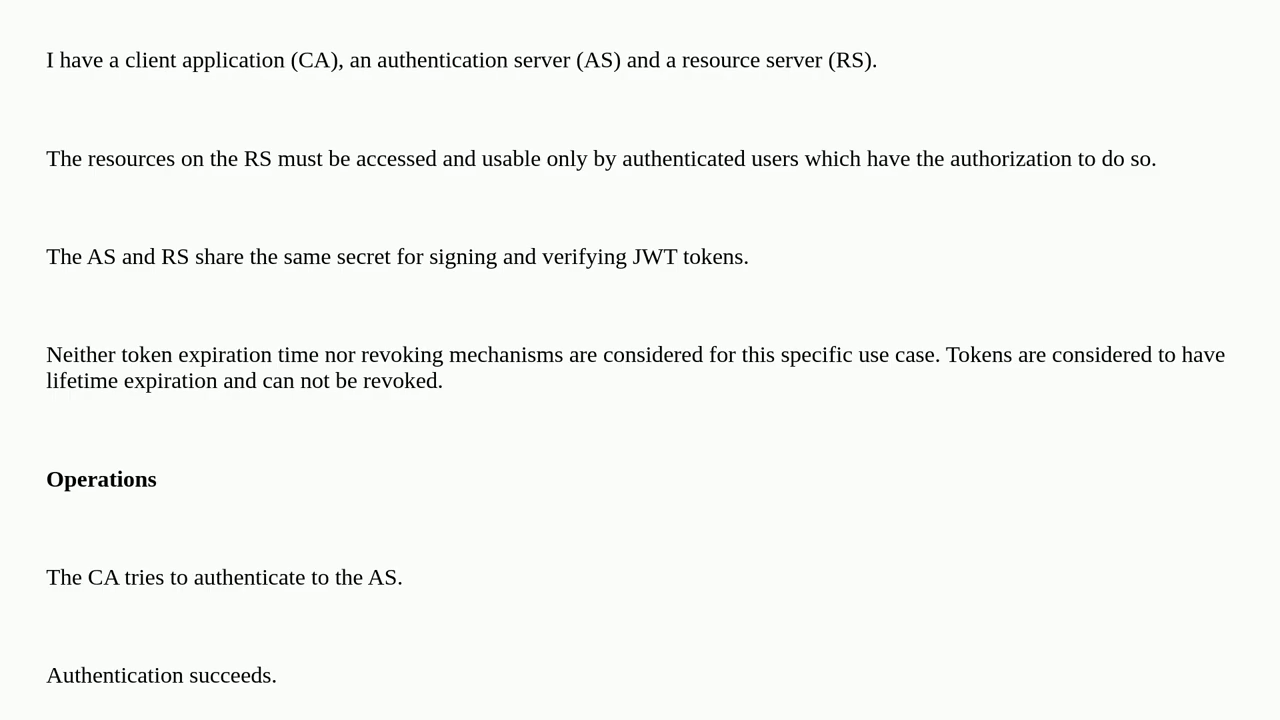 I have a client application (CA), an authentication server (AS) and a resource server (RS).
The resources on the RS must be accessed and usable only by authenticated users which have the authorization to do so.
The AS and RS share the same secret for signing and verifying JWT tokens.
Neither token expiration time nor revoking mechanisms are considered for this specific use case. Tokens are considered to have
lifetime expiration and can not be revoked.
Operations
The CA tries to authenticate to the AS.
Authentication succeeds.